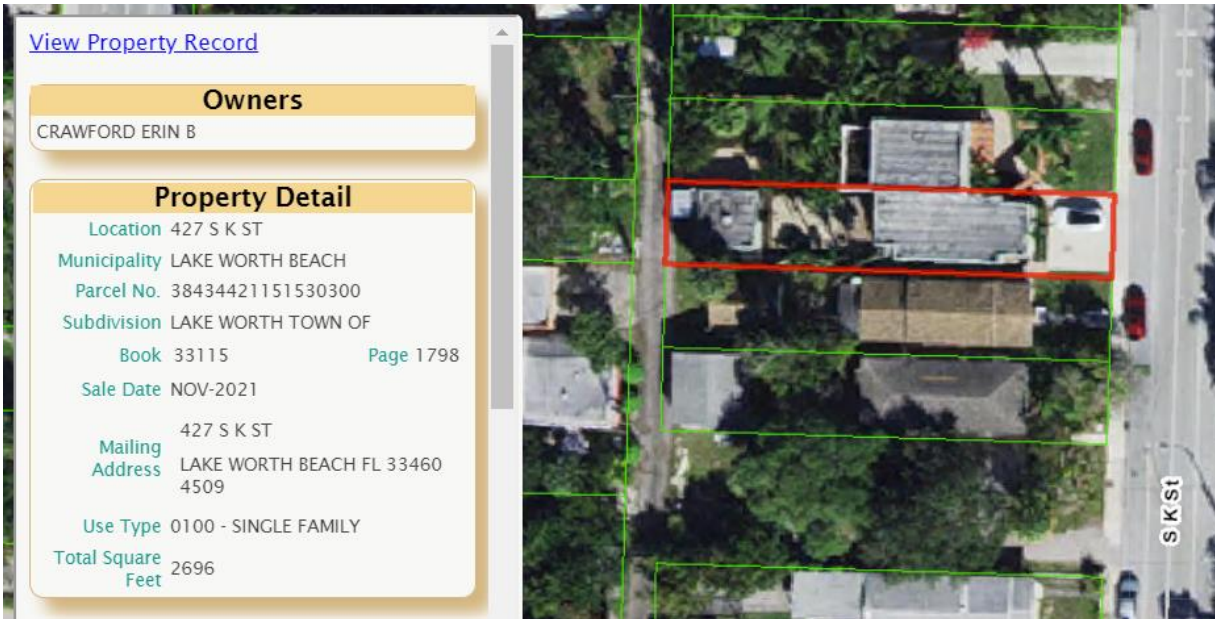 View Property Record
Owners
CRAWFORD ERIN B
Property Detail
Location 427 S K ST
Municipality LAKE WORTH BEACH
Parcel No. 38434421151530300
Subdivision LAKE WORTH TOWN OF
Book 33115 Page 1798
Sale Date NOV-2021
Mailing Address 427 S K ST
LAKE WORTH BEACH FL 33460
4509
Use Type 0100 - SINGLE FAMILY
Total Square Feet 2696
S K St